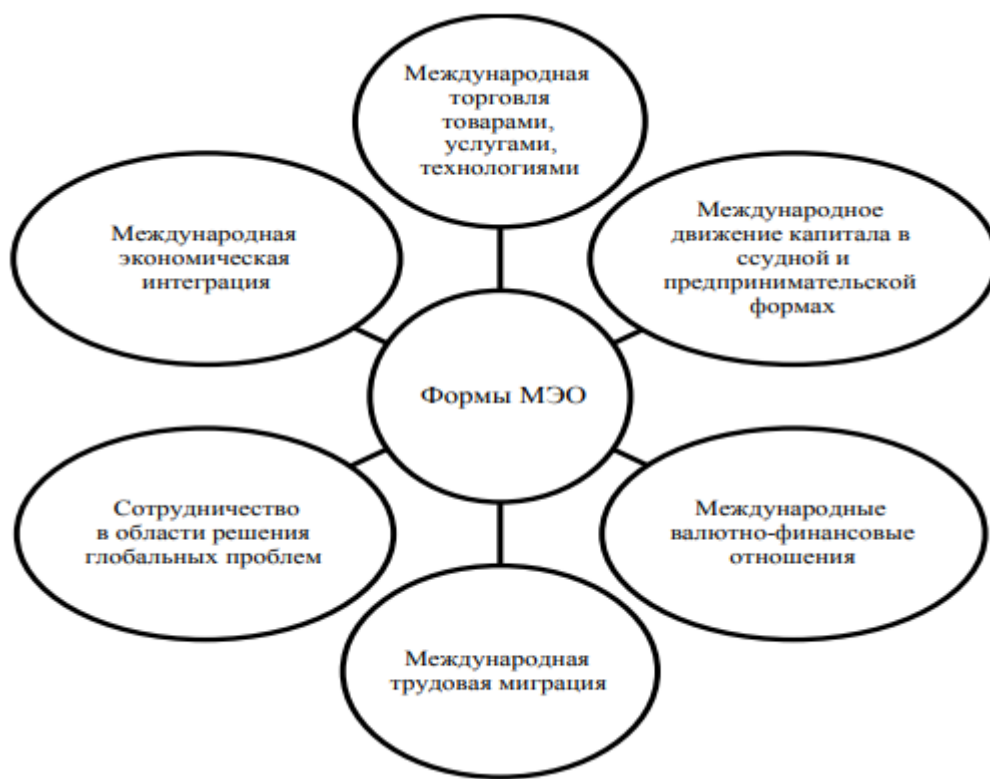 Международная
торговля
товарами,
услугами,
технологиями
Международная
экономическая
интеграция
Международное
движение капитала в
ссудной и
предпринимательской
формах
Формы МЭО
Сотрудничество
в области решения
глобальных проблем
Международные
валютно-финансовые
отношения
Международная
трудовая миграция